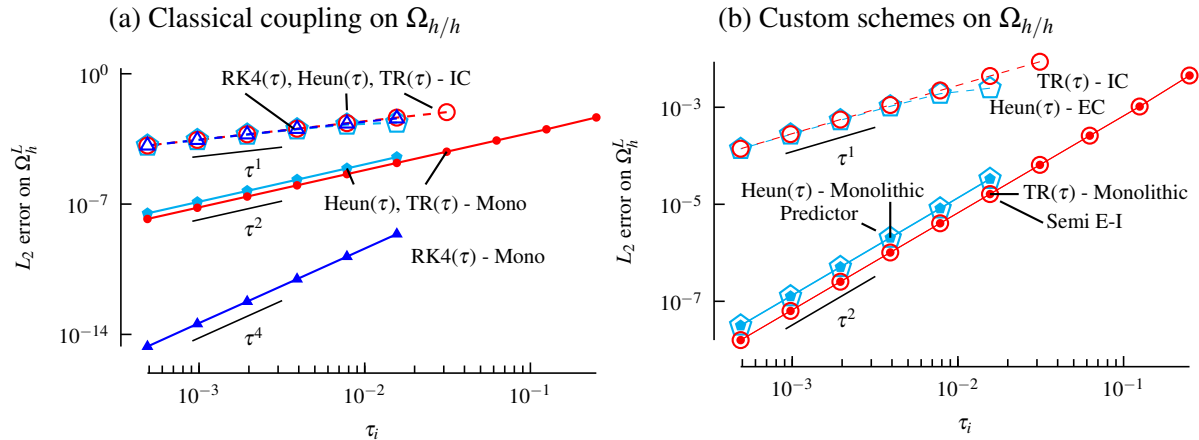 (a) Classical coupling on Ω_{h/h}
10^0
RK4(τ), Heun(τ), TR(τ) - IC
τ^1
10^{-7}
Heun(τ), TR(τ) - Mono
τ^2
RK4(τ) - Mono
10^{-14}
τ^4
L_2 error on Ω_h^L
10^{-3}
10^{-2}
10^{-1}
τ_i
(b) Custom schemes on Ω_{h/h}
TR(τ) - IC
10^{-3}
Heun(τ) - EC
τ^1
Heun(τ) - Monolithic
TR(τ) - Monolithic
10^{-5}
Predictor
Semi E-I
10^{-7}
τ^2
L_2 error on Ω_h^L
10^{-3}
10^{-2}
10^{-1}
τ_i